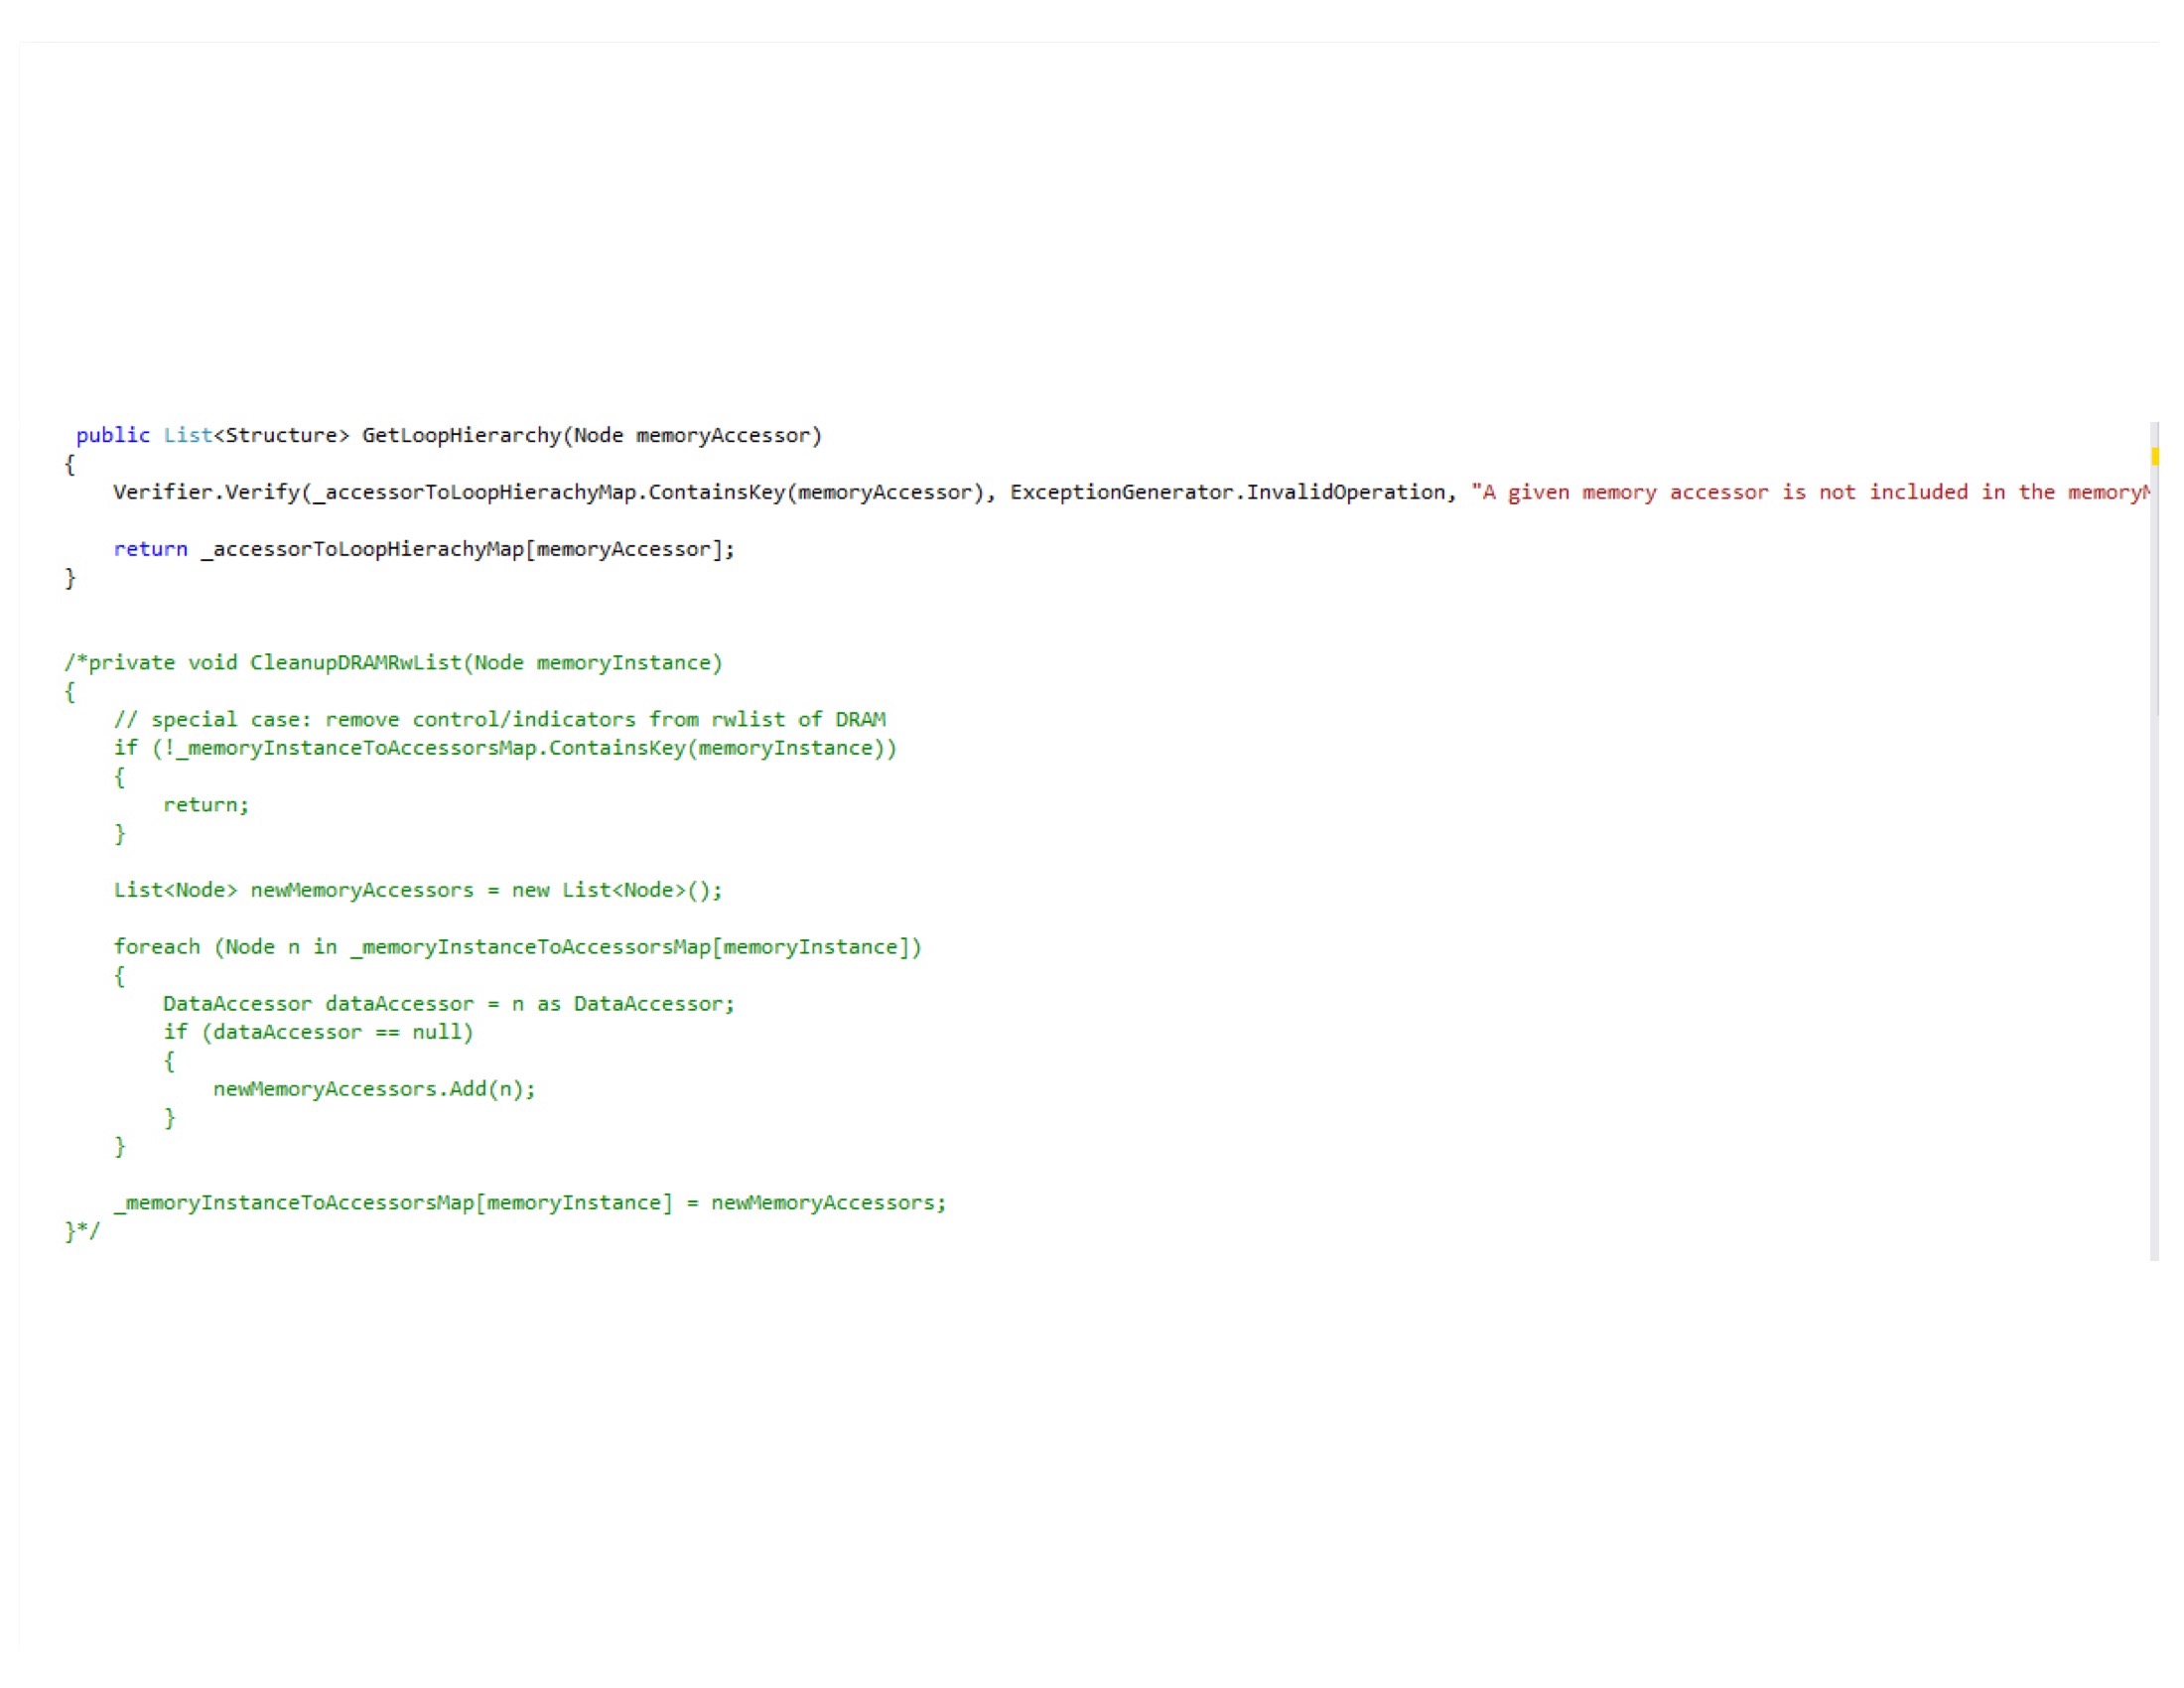 public List<Structure> GetLoopHierarchy(Node memoryAccessor)
{
Verifier.Verify(_accessorToLoopHierachyMap.ContainsKey(memoryAccessor), ExceptionGenerator.InvalidOperation, "A given memory accessor is not included in the memoryM
return _accessorToLoopHierachyMap[memoryAccessor];
}
/*private void CleanupDRAMRwList(Node memoryInstance)
{
// special case: remove control/indicators from rwlist of DRAM
if (!_memoryInstanceToAccessorsMap.ContainsKey(memoryInstance))
{
return;
}
List<Node> newMemoryAccessors = new List<Node>();
foreach (Node n in _memoryInstanceToAccessorsMap[memoryInstance])
{
DataAccessor dataAccessor = n as DataAccessor;
if (dataAccessor == null)
{
newMemoryAccessors.Add(n);
}
}
_memoryInstanceToAccessorsMap[memoryInstance] = newMemoryAccessors;
}*/